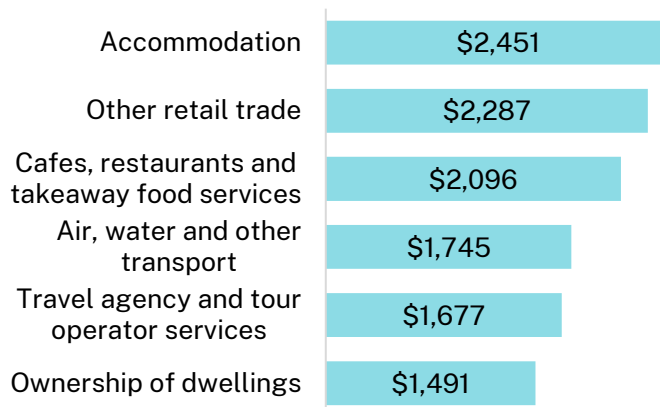 Accommodation $2,451
Other retail trade $2,287
Cafes, restaurants and
takeaway food services $2,096
Air, water and other
transport $1,745
Travel agency and tour
operator services $1,677
Ownership of dwellings $1,491